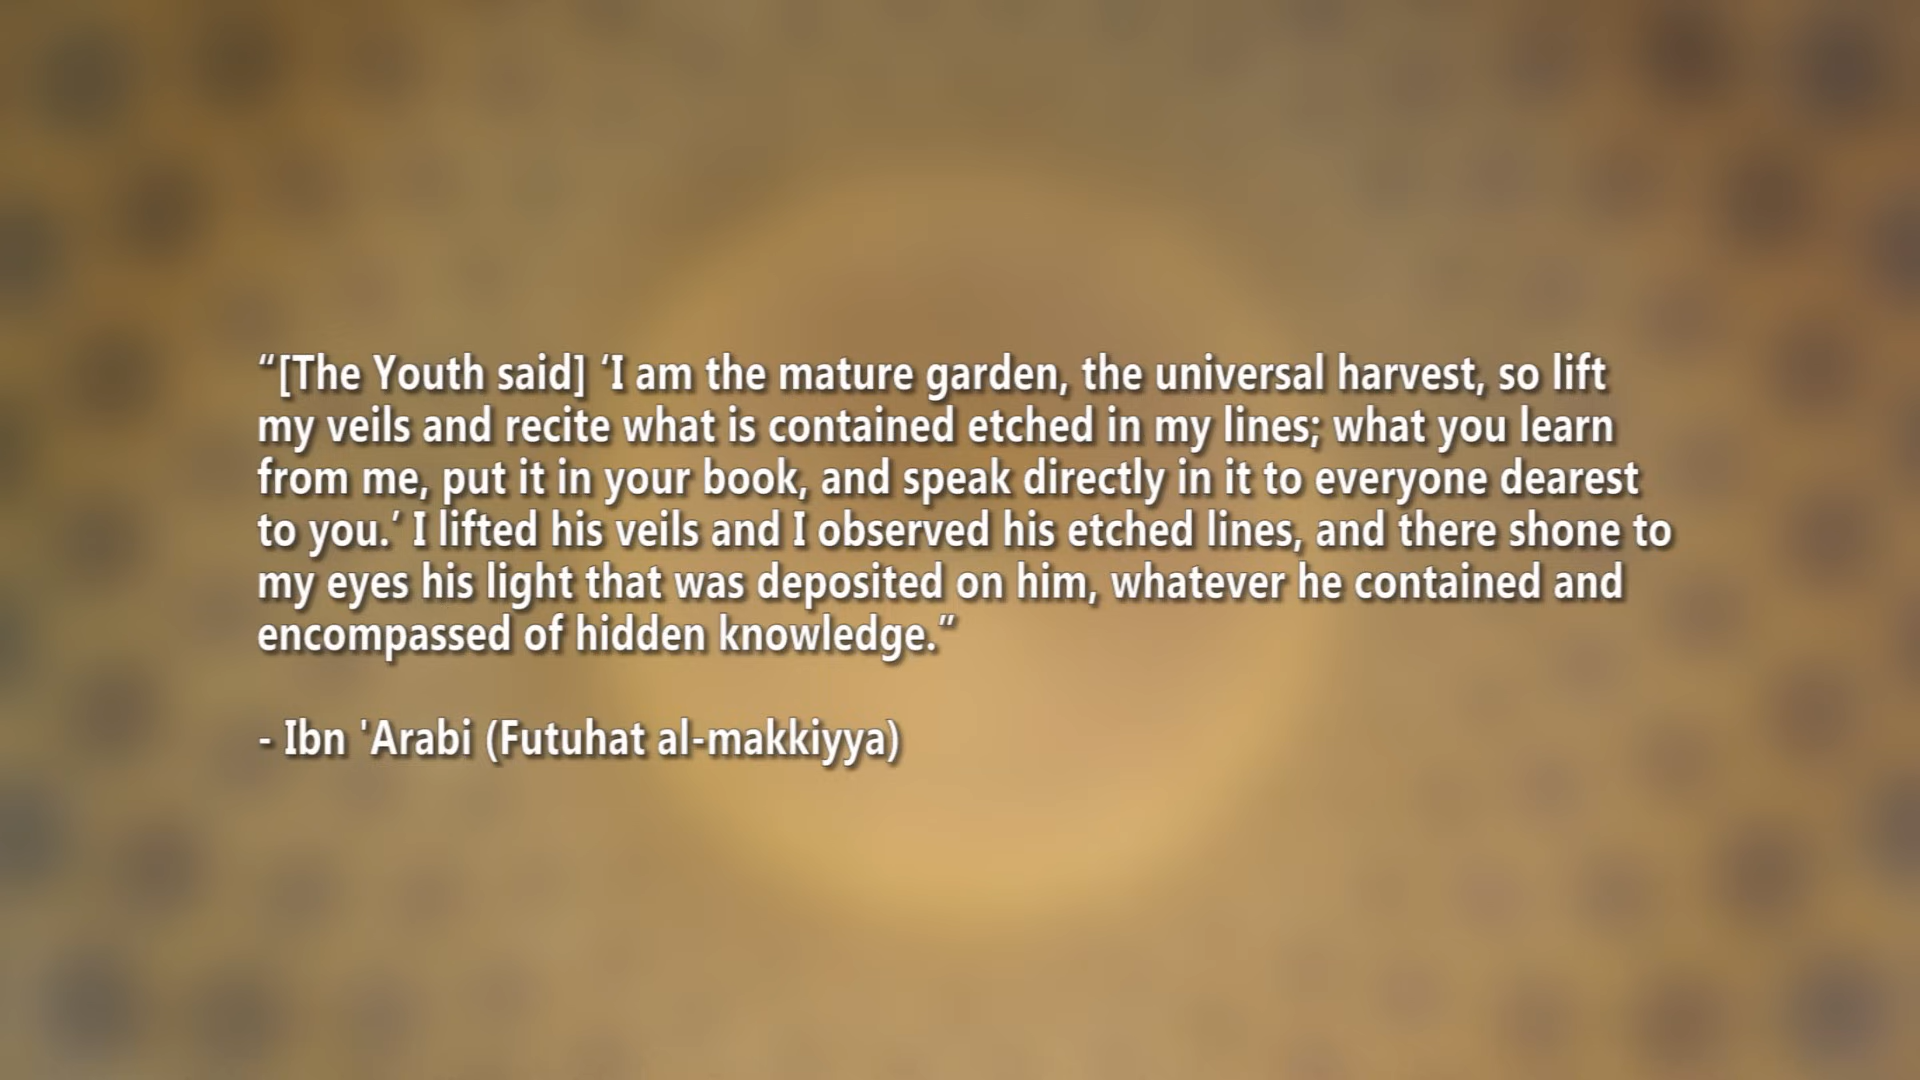 “[The Youth said] ‘I am the mature garden, the universal harvest, so lift
my veils and recite what is contained etched in my lines; what you learn
from me, put it in your book, and speak directly in it to everyone dearest
to you.’ I lifted his veils and I observed his etched lines, and there shone to
my eyes his light that was deposited on him, whatever he contained and
encompassed of hidden knowledge.”
- Ibn 'Arabi (Futuhat al-makkiyya)